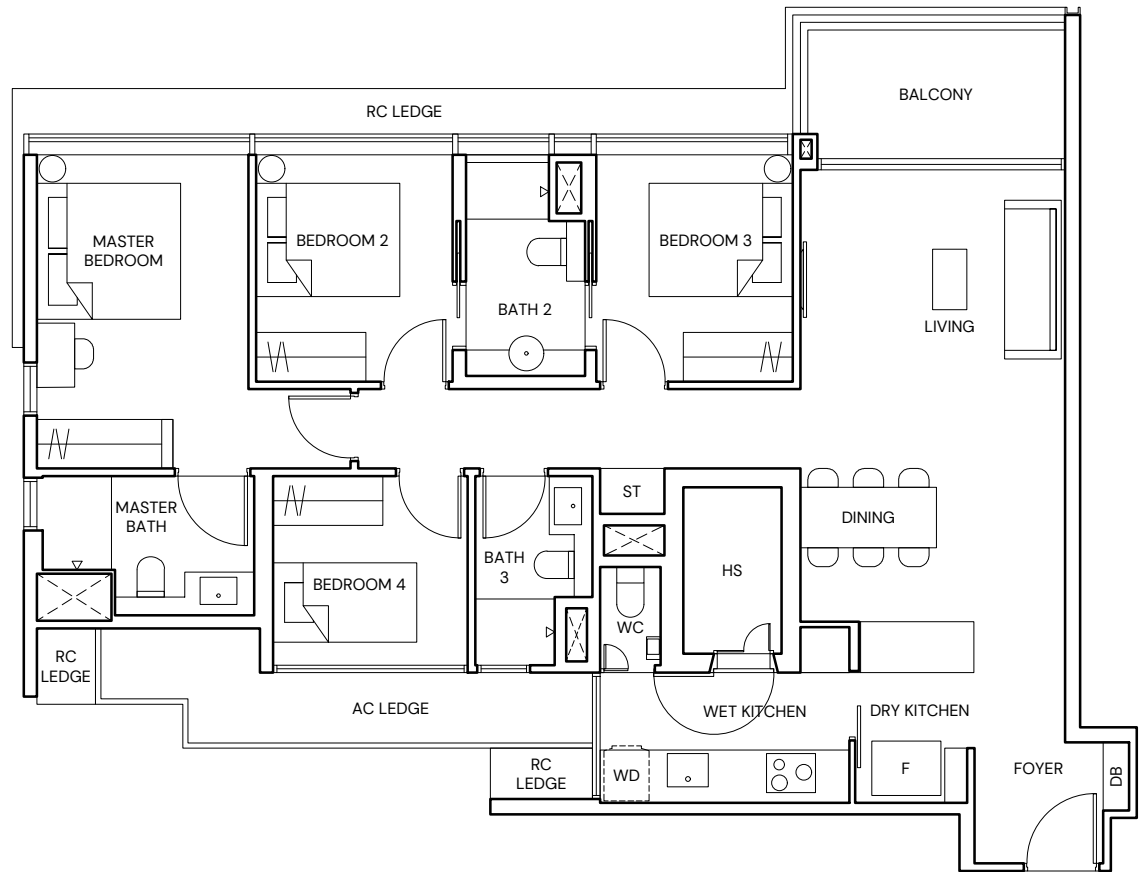 BALCONY
RC LEDGE
MASTER
BEDROOM
BEDROOM 2
BEDROOM 3
BATH 2
LIVING
ST
DINING
MASTER
BATH
BATH
3
HS
BEDROOM 4
WC
RC
LEDGE
AC LEDGE
WET KITCHEN
DRY KITCHEN
RC
LEDGE
WD
F
FOYER
DB